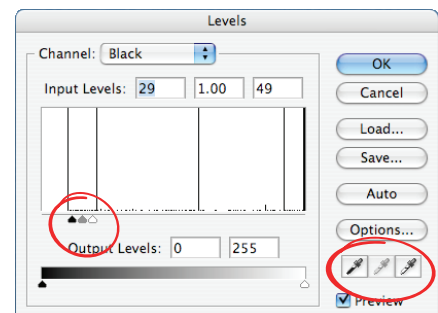 Levels
Channel: Black
OK
Input Levels: 29 1.00 49
Cancel
Load...
Save...
Auto
Options...
Output Levels: 0 255
Preview